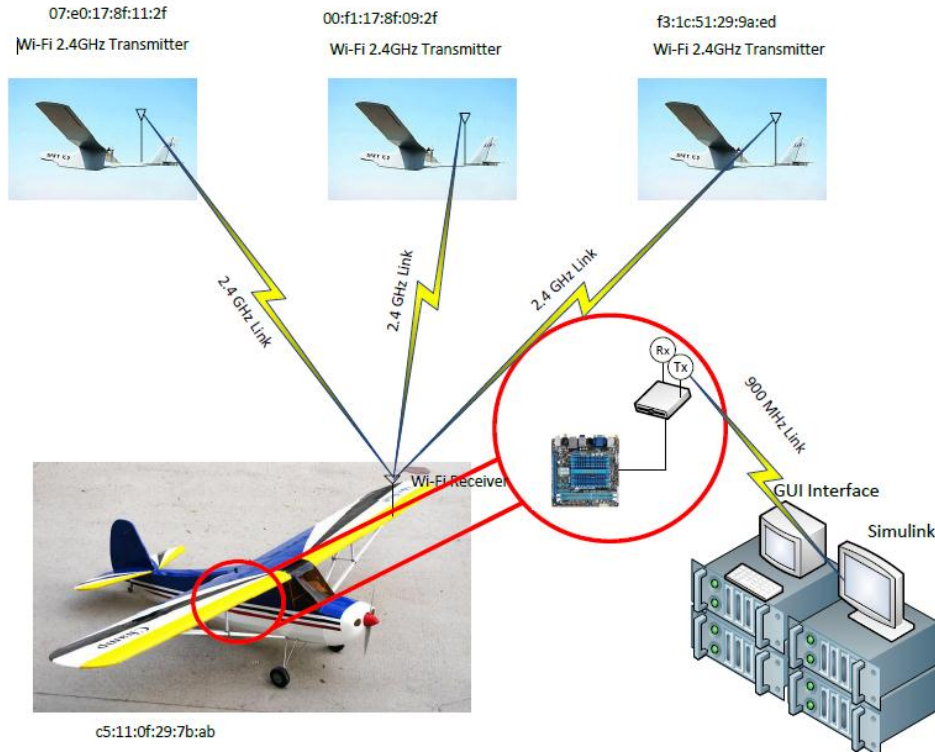 07:e0:17:8f:11:2f
00:f1:17:8f:09:2f
f3:1c:51:29:9a:ed
Wi-Fi 2.4GHz Transmitter
Wi-Fi 2.4GHz Transmitter
Wi-Fi 2.4GHz Transmitter
2.4 GHz Link
2.4 GHz Link
2.4 GHz Link
Rx
Tx
900 MHz Link
Wi-Fi Receiver
GUI Interface
Simulink
Champ
c5:11:0f:29:7b:ab